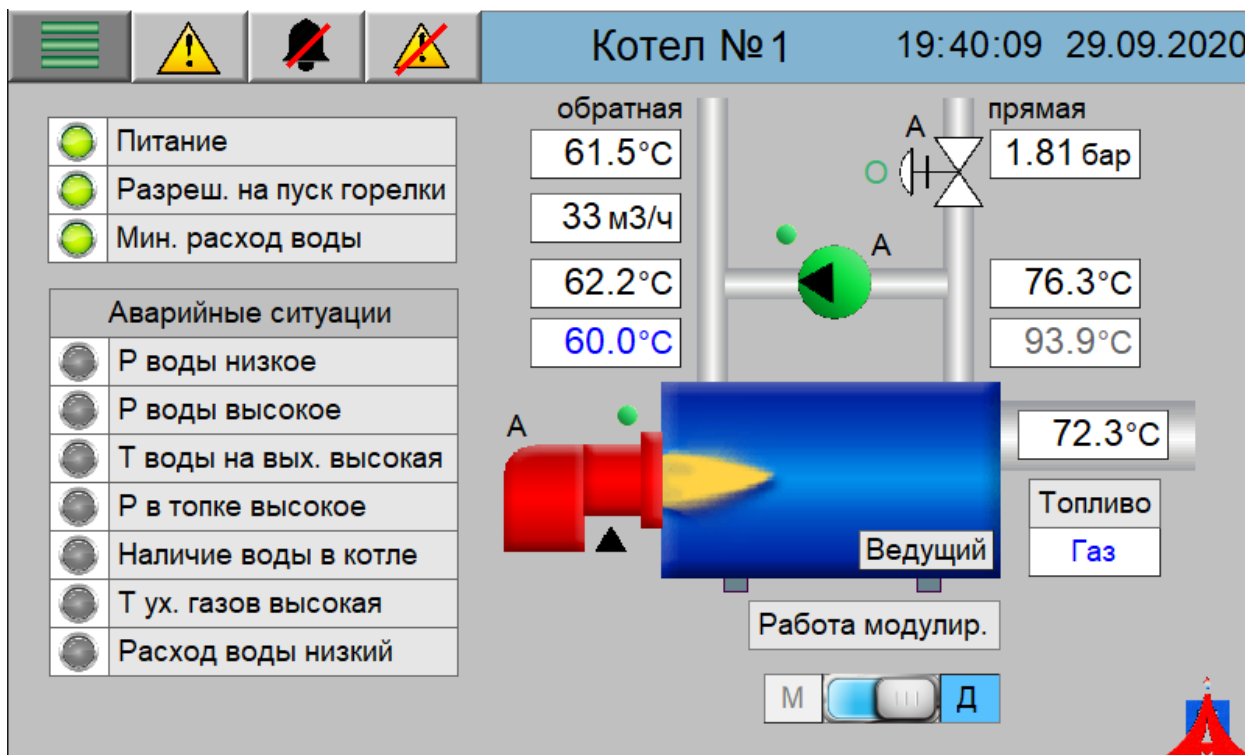 Котел №1
19:40:09 29.09.2020
Питание
Разреш. на пуск горелки
Мин. расход воды
Аварийные ситуации
Р воды низкое
Р воды высокое
Т воды на вых. высокая
Р в топке высокое
Наличие воды в котле
Т ух. газов высокая
Расход воды низкий
обратная
61.5°C
33 м3/ч
62.2°C
60.0°C
А
О
А
прямая
1.81 бар
76.3°C
93.9°C
А
72.3°C
Топливо
Газ
Ведущий
Работа модулир.
М
Д